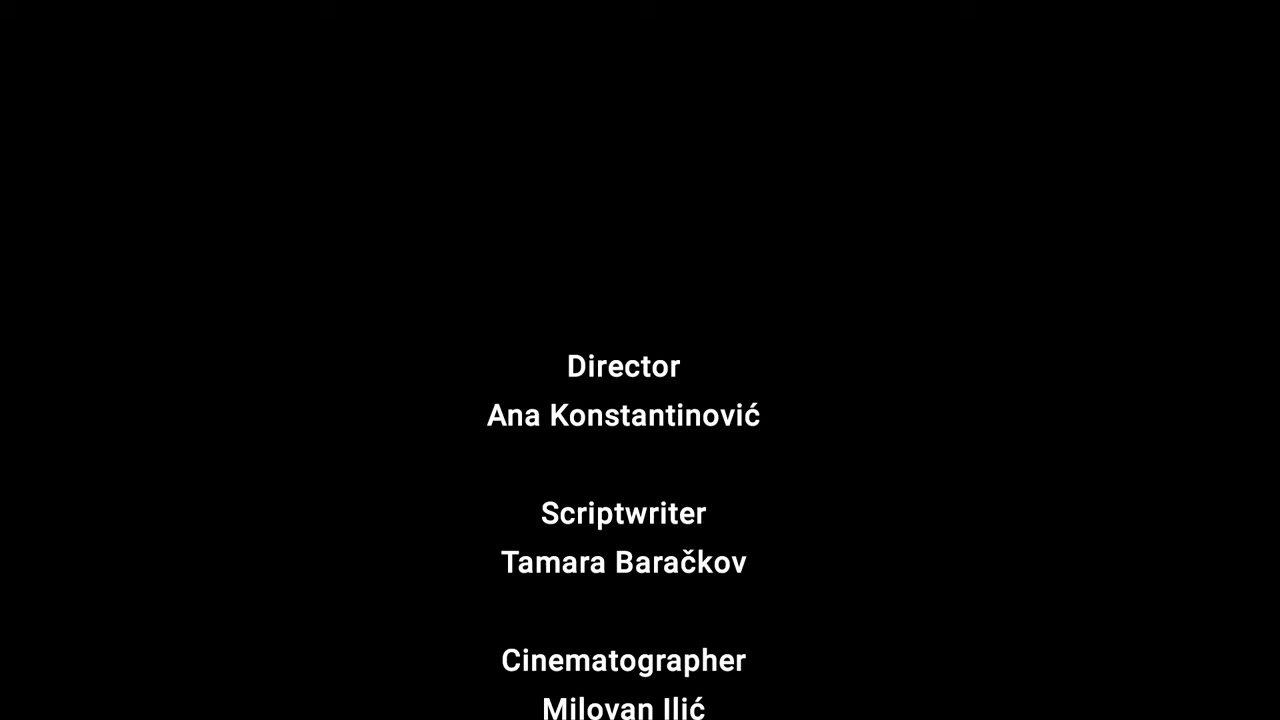 Director
Ana Konstantinović
Scriptwriter
Tamara Baračkov
Cinematographer
Milovan Ilić